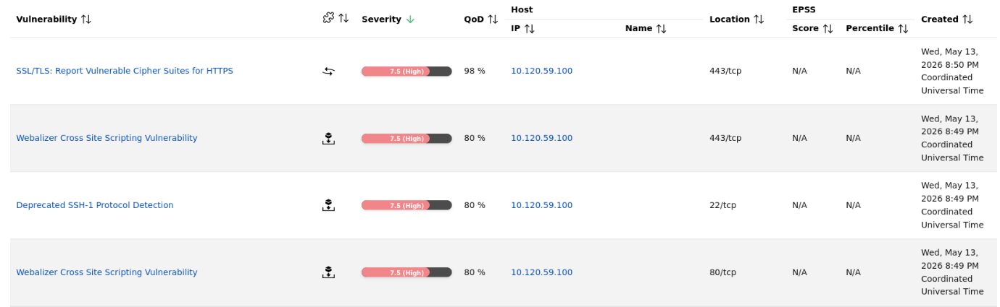 Host
EPSS
Vulnerability
Severity
QoD
Location
Created
IP
Name
Score
Percentile
SSL/TLS: Report Vulnerable Cipher Suites for HTTPS
7.5 (High)
98 %
10.120.59.100
443/tcp
N/A
N/A
Wed, May 13,
2026 8:50 PM
Coordinated
Universal Time
Webalizer Cross Site Scripting Vulnerability
7.5 (High)
80 %
10.120.59.100
443/tcp
N/A
N/A
Wed, May 13,
2026 8:49 PM
Coordinated
Universal Time
Deprecated SSH-1 Protocol Detection
7.5 (High)
80 %
10.120.59.100
22/tcp
N/A
N/A
Wed, May 13,
2026 8:49 PM
Coordinated
Universal Time
Webalizer Cross Site Scripting Vulnerability
7.5 (High)
80 %
10.120.59.100
80/tcp
N/A
N/A
Wed, May 13,
2026 8:49 PM
Coordinated
Universal Time